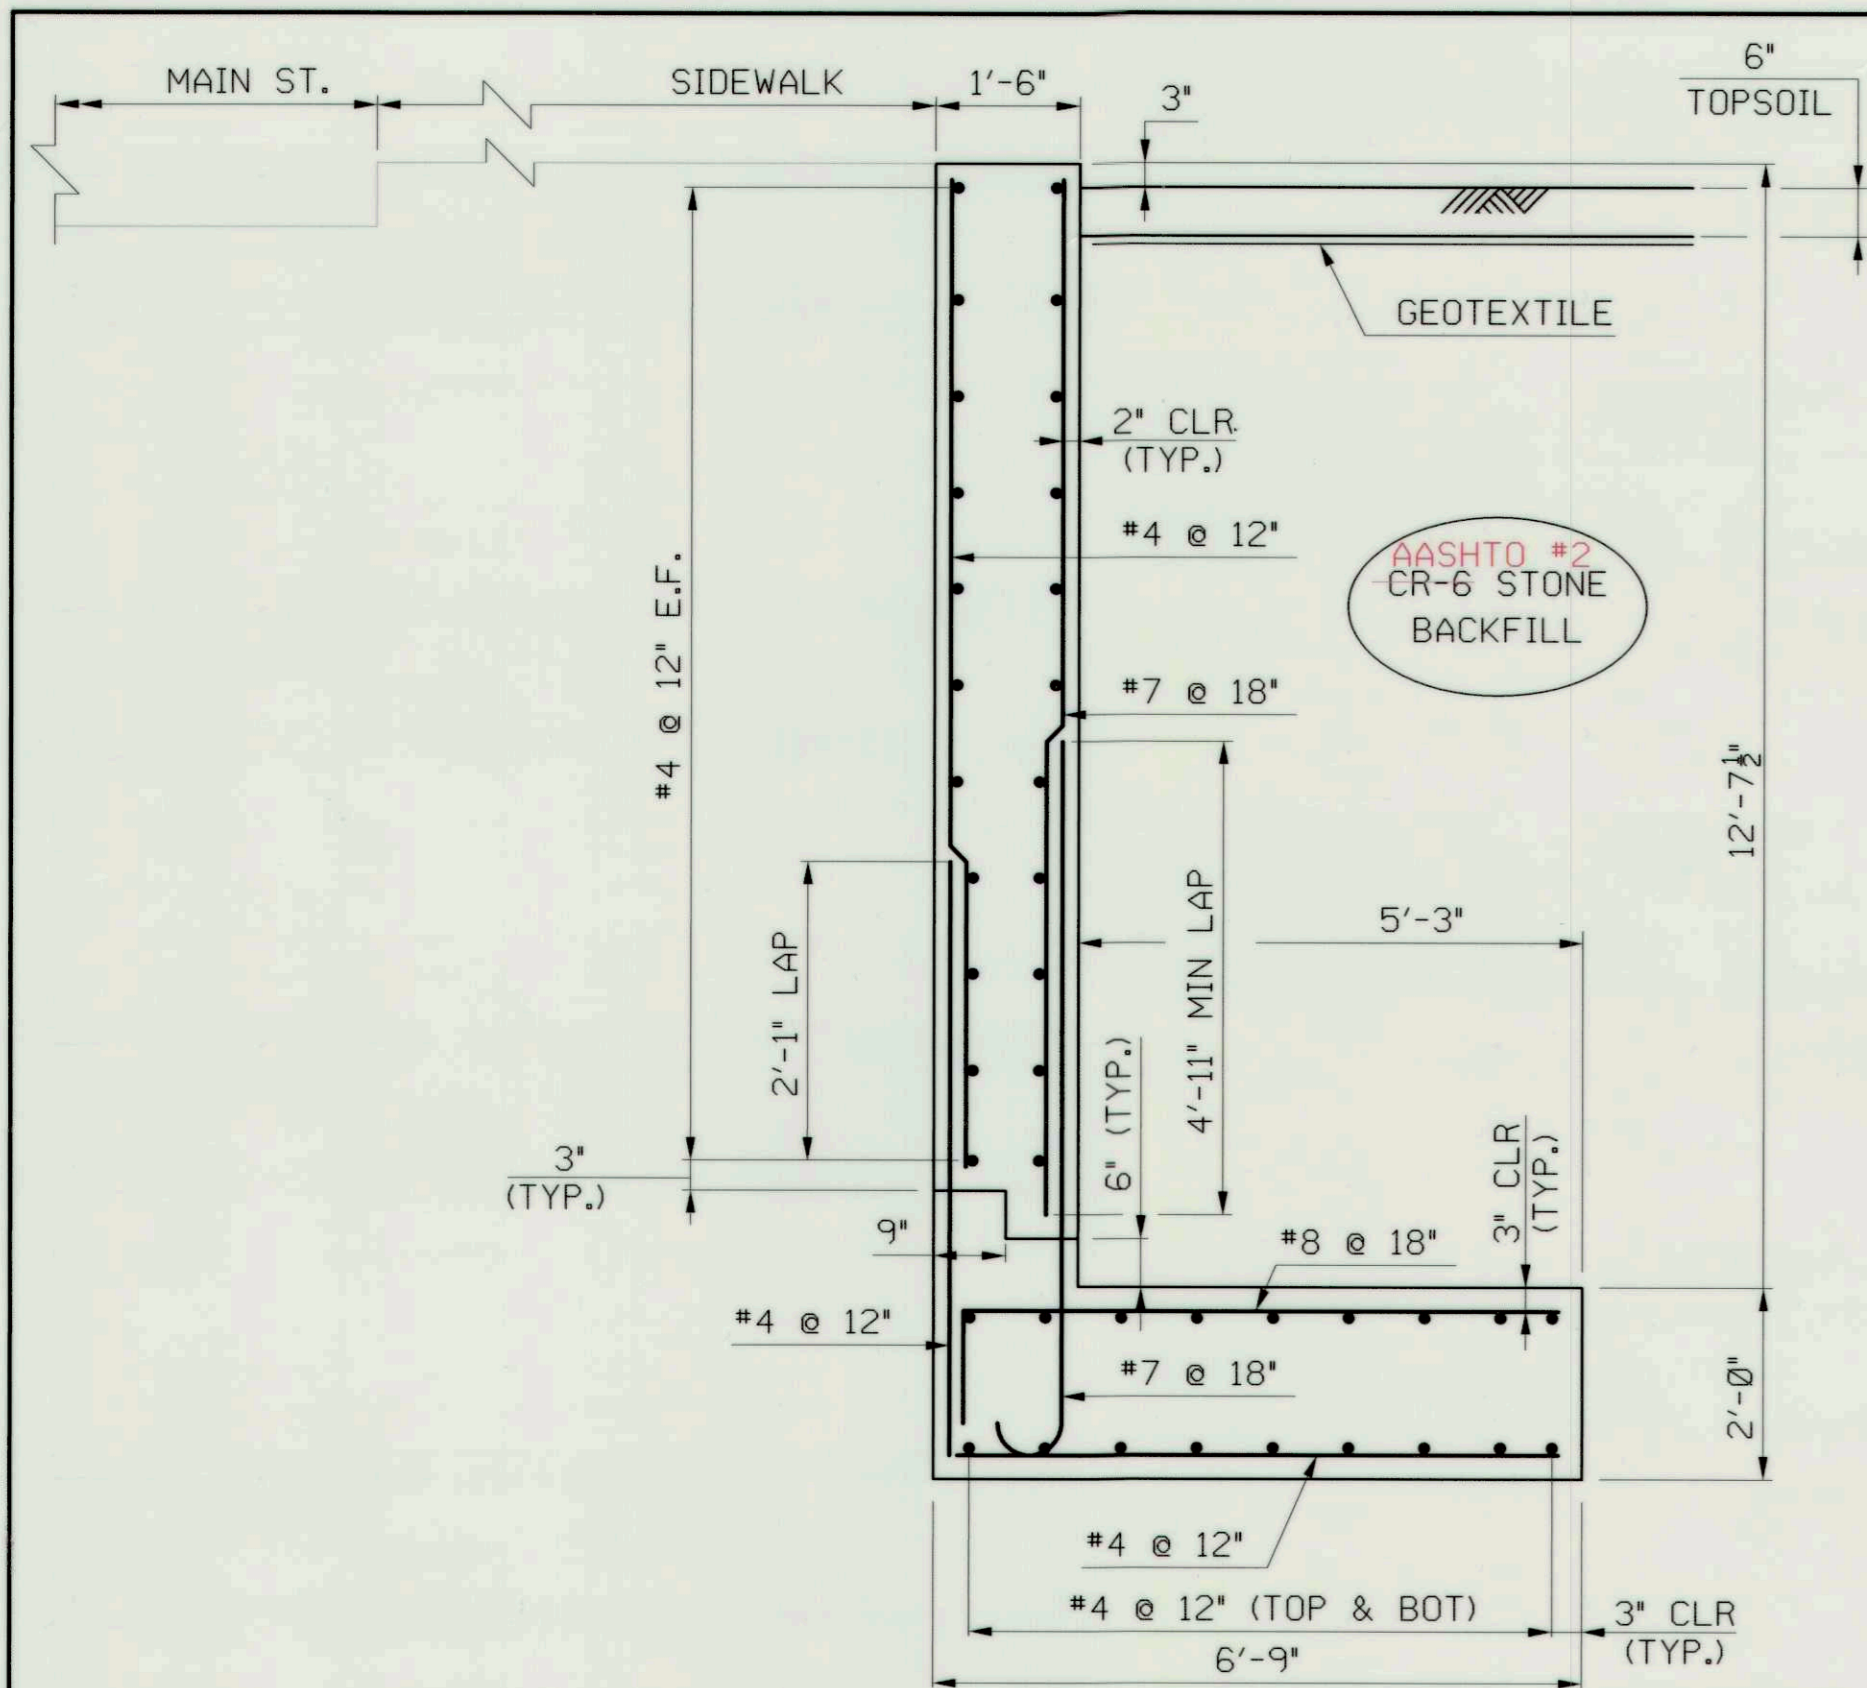 MAIN ST.
SIDEWALK
1'-6"
3"
6"
TOPSOIL
GEOTEXTILE
2" CLR.
(TYP.)
#4 @ 12"
AASHTO #2
CR-6 STONE
BACKFILL
#4 @ 12" E.F.
#7 @ 18"
12'-7 1/2"
5'-3"
2'-1" LAP
4'-11" MIN LAP
6" (TYP.)
3" CLR
(TYP.)
3"
(TYP.)
9"
#8 @ 18"
#4 @ 12"
#7 @ 18"
2'-0"
#4 @ 12"
#4 @ 12" (TOP & BOT)
3" CLR
(TYP.)
6'-9"